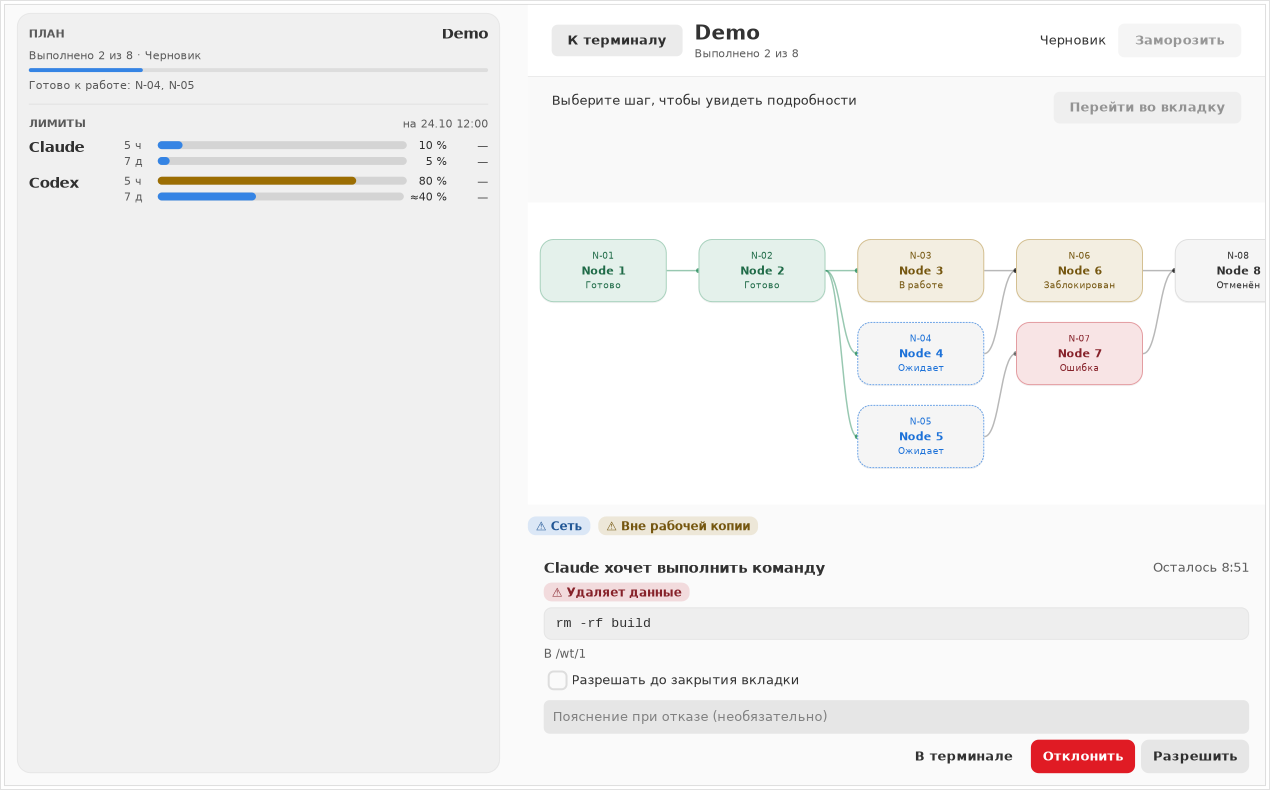 ПЛАН
Demo
Выполнено 2 из 8 · Черновик
Готово к работе: N-04, N-05
ЛИМИТЫ
на 24.10 12:00
Claude
5 ч 10 % —
7 д 5 % —
Codex
5 ч 80 % —
7 д ≈40 % —
К терминалу
Demo
Выполнено 2 из 8
Черновик
Заморозить
Выберите шаг, чтобы увидеть подробности
Перейти во вкладку
N-01
Node 1
Готово
N-02
Node 2
Готово
N-03
Node 3
В работе
N-06
Node 6
Заблокирован
N-08
Node 8
Отменён
N-04
Node 4
Ожидает
N-07
Node 7
Ошибка
N-05
Node 5
Ожидает
⚠ Сеть
⚠ Вне рабочей копии
Claude хочет выполнить команду
Осталось 8:51
⚠ Удаляет данные
rm -rf build
В /wt/1
Разрешать до закрытия вкладки
Пояснение при отказе (необязательно)
В терминале
Отклонить
Разрешить